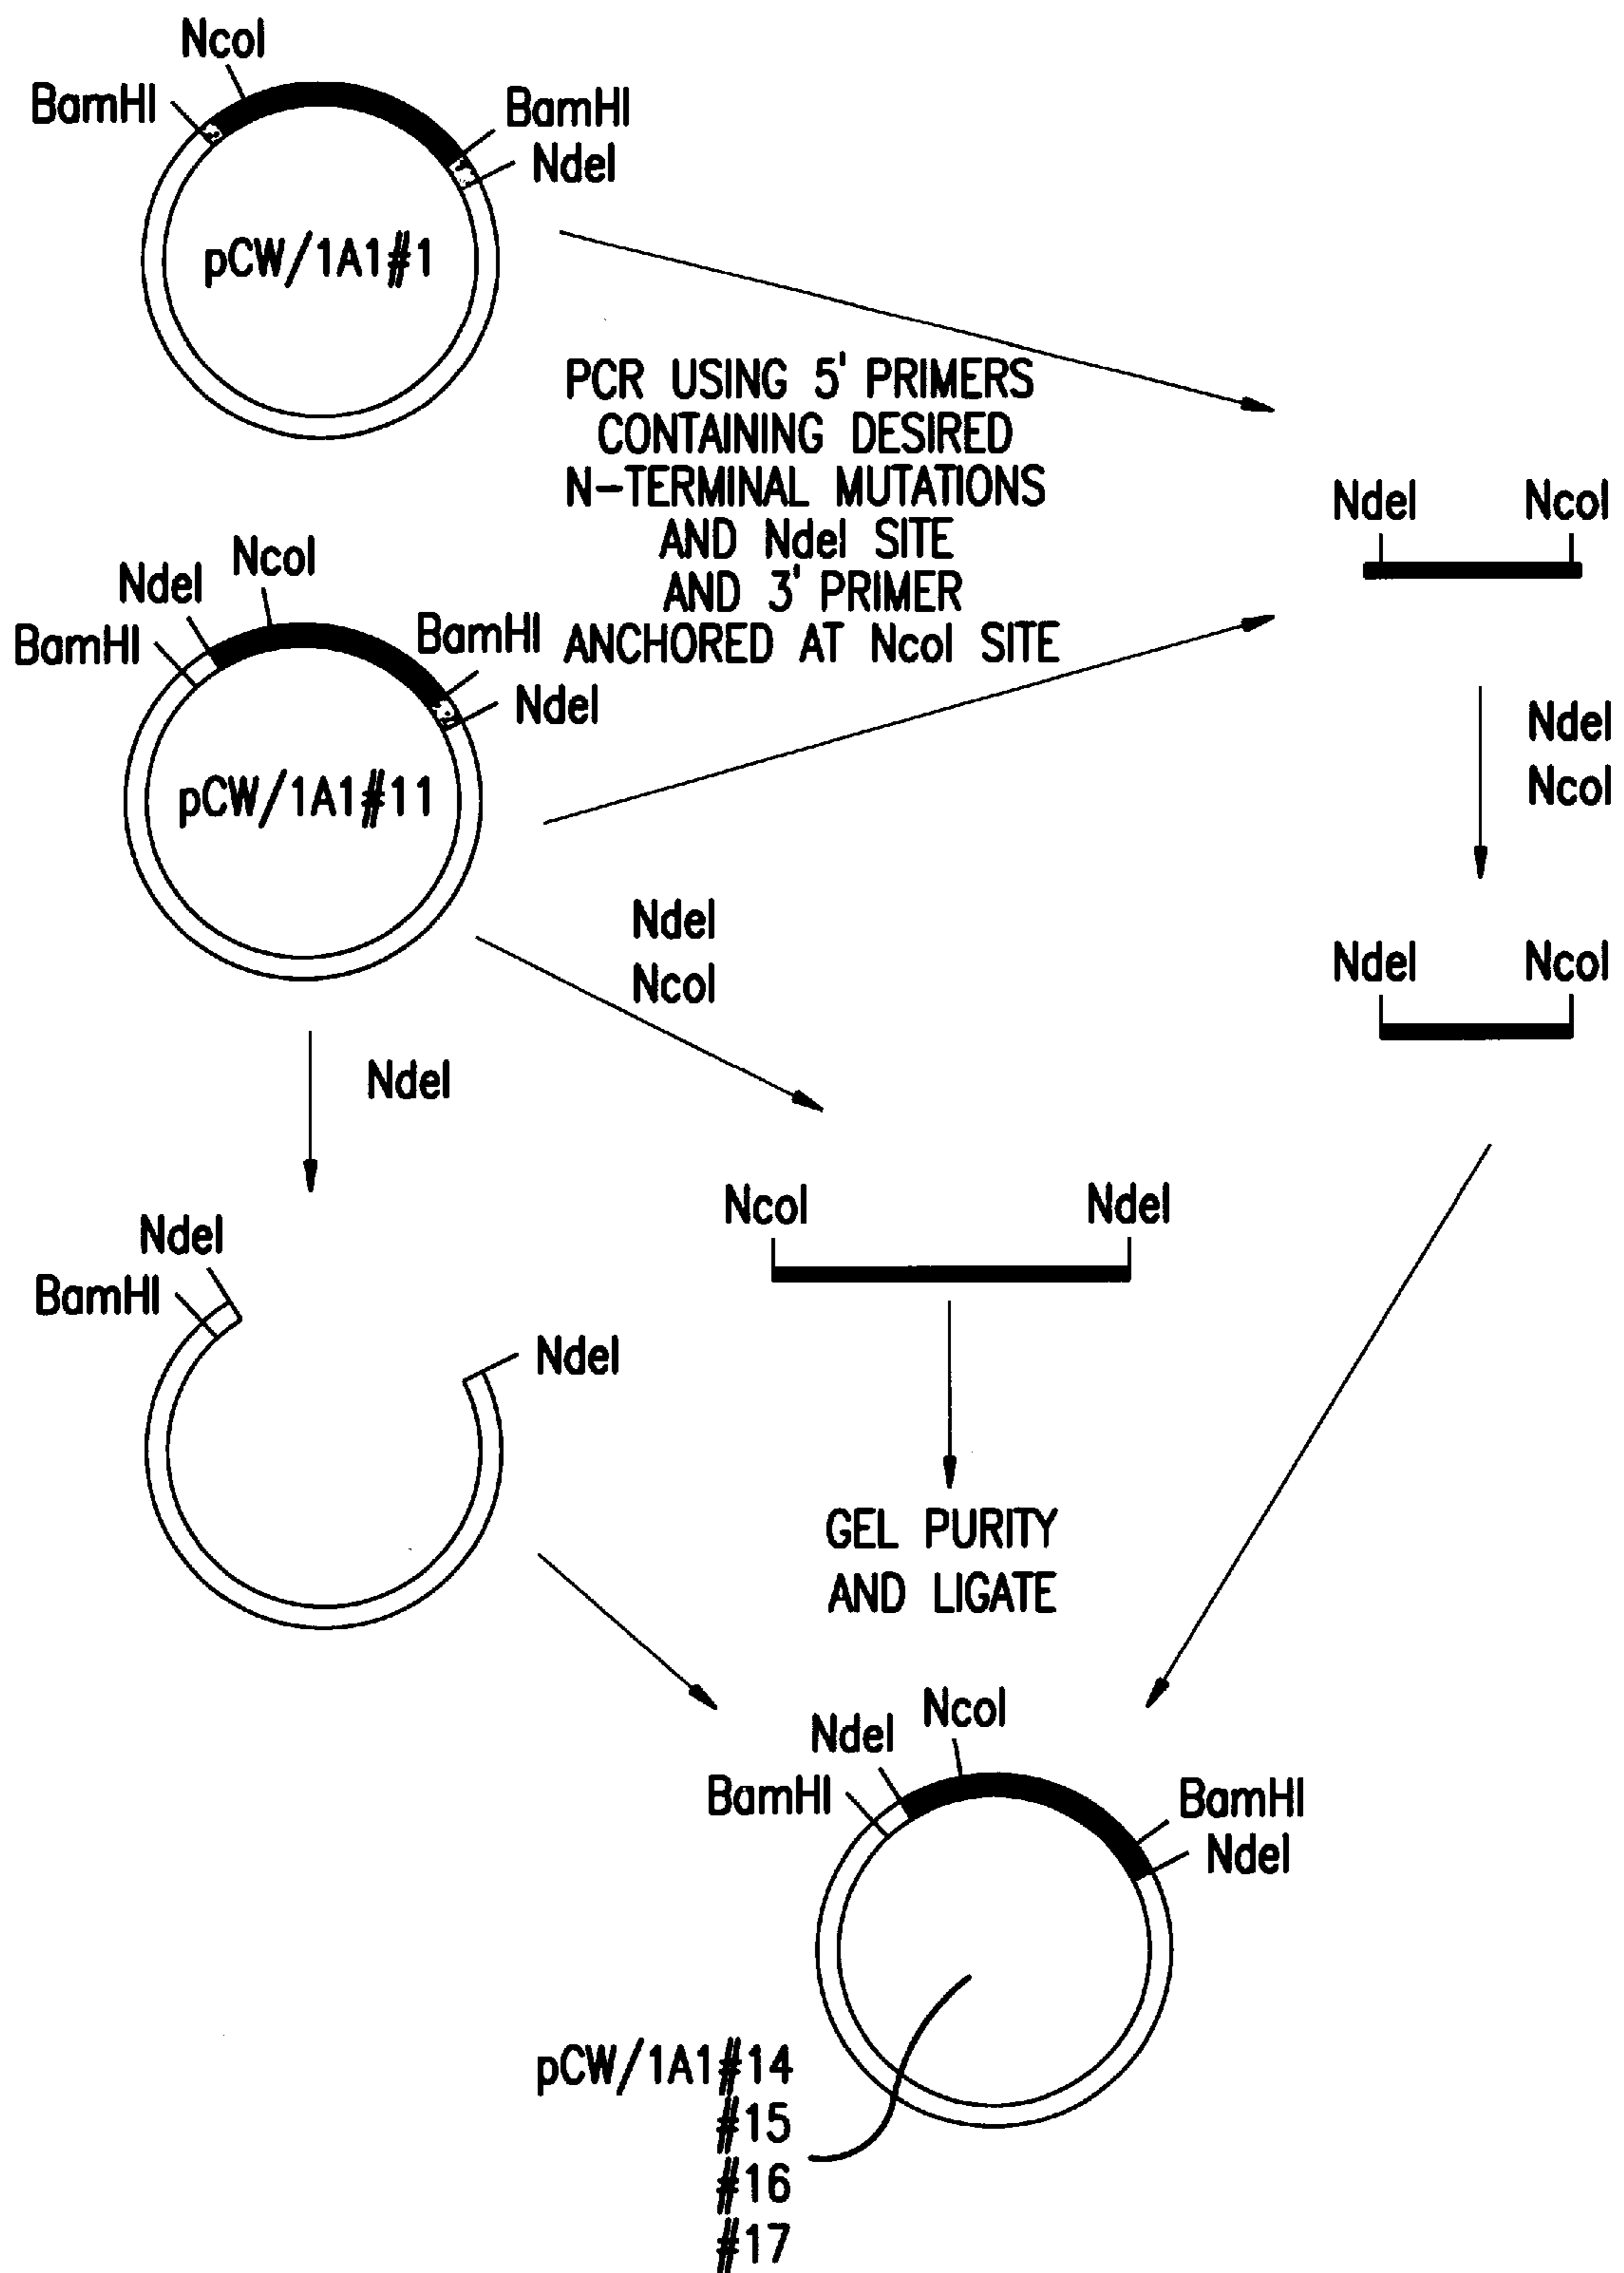 NcoI
BamHI
BamHI
NdeI
pCW/1A1#1
PCR USING 5' PRIMERS
CONTAINING DESIRED
N-TERMINAL MUTATIONS
AND NdeI SITE
AND 3' PRIMER
ANCHORED AT NcoI SITE
NdeI
NcoI
NcoI
NdeI
BamHI
BamHI
NdeI
pCW/1A1#11
NdeI
NcoI
NdeI
NcoI
NdeI
NcoI
NdeI
NcoI
NdeI
NdeI
BamHI
NdeI
GEL PURITY
AND LIGATE
NcoI
NdeI
BamHI
BamHI
NdeI
pCW/1A1#14
#15
#16
#17